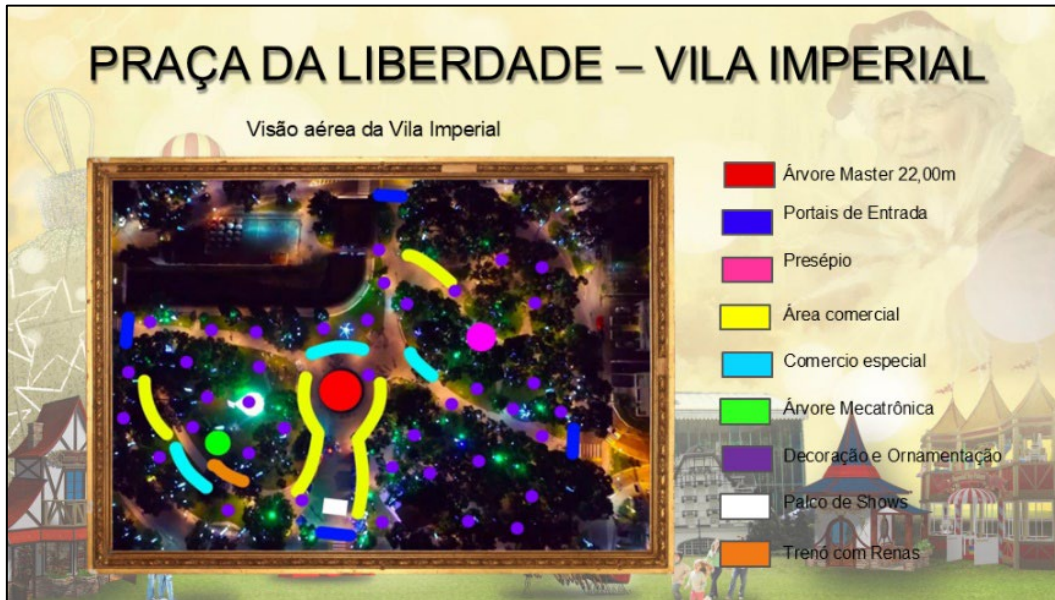 PRAÇA DA LIBERDADE – VILA IMPERIAL
Visão aérea da Vila Imperial
Árvore Master 22,00m
Portais de Entrada
Presépio
Área comercial
Comercio especial
Árvore Mecatrônica
Decoração e Ornamentação
Palco de Shows
Trenó com Renas